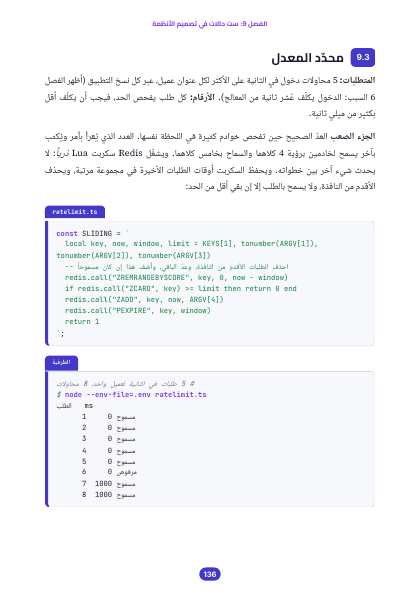 الفصل 9: ست حالات في تصميم الأنظمة
9.3 محدّد المعدل
المتطلبات: 5 محاولات دخول في الثانية على الأكثر لكل عنوان عميل، عبر كل نسخ التطبيق (أظهر الفصل
6 السبب: الدخول يكلّف عُشر ثانية من المعالج). الأرقام: كل طلب يفحص الحد، فيجب أن يكلّف أقل
بكثير من ميلي ثانية.
الجزء الصعب العدّ الصحيح حين تفحص خوادم كثيرة في اللحظة نفسها. العدد الذي يُقرأ بأمر ويُكتب
بآخر يسمح لخادمين برؤية 4 كلاهما والسماح بخامس كلاهما. ويشغّل Redis سكربت Lua ذرياً: لا
يحدث شيء آخر بين خطواته. ويحفظ السكربت أوقات الطلبات الأخيرة في مجموعة مرتبة، ويحذف
الأقدم من النافذة، ولا يسمح بالطلب إلا إن بقي أقل من الحد:
ratelimit.ts
const SLIDING = `
local key, now, window, limit = KEYS[1], tonumber(ARGV[1]),
tonumber(ARGV[2]), tonumber(ARGV[3])
-- احذف الطلبات الأقدم من النافذة، وعدّ الباقي، وأضف هذا إن كان مسموحاً
redis.call("ZREMRANGEBYSCORE", key, 0, now - window)
if redis.call("ZCARD", key) >= limit then return 0 end
redis.call("ZADD", key, now, ARGV[4])
redis.call("PEXPIRE", key, window)
return 1
`;
الطرفية
# 5 طلبات في الثانية لعميل واحد، 8 محاولات
$ node --env-file=.env ratelimit.ts
الطلب ms
1 0 مسموح
2 0 مسموح
3 0 مسموح
4 0 مسموح
5 0 مسموح
6 0 مرفوض
7 1000 مسموح
8 1000 مسموح
136